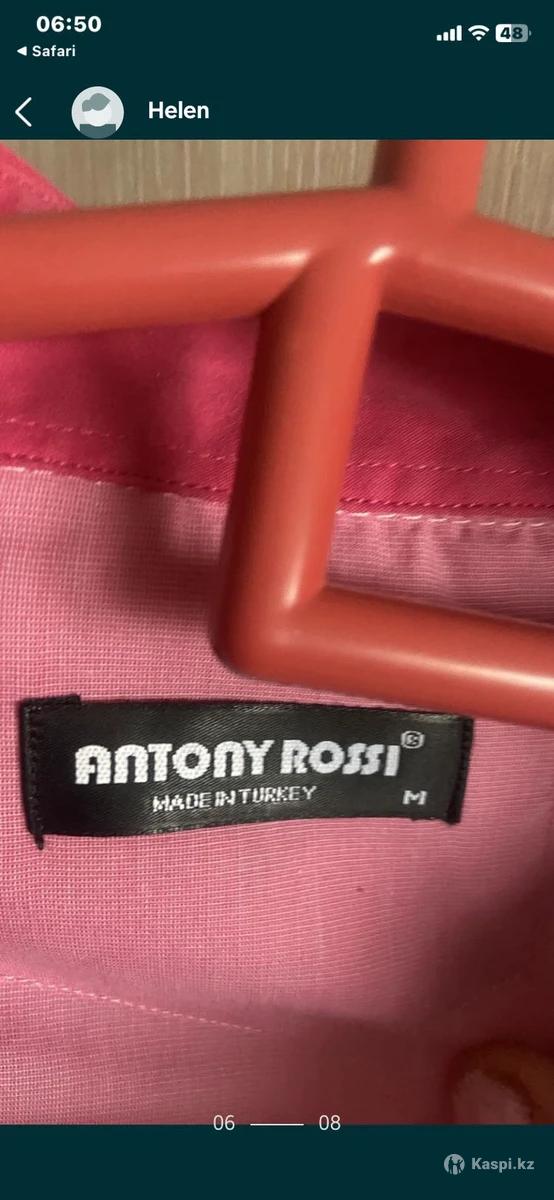 06:50
48
◀ Safari
Helen
ANTONY ROSSI®
MADE IN TURKEY
M
06
08
Kaspi.kz